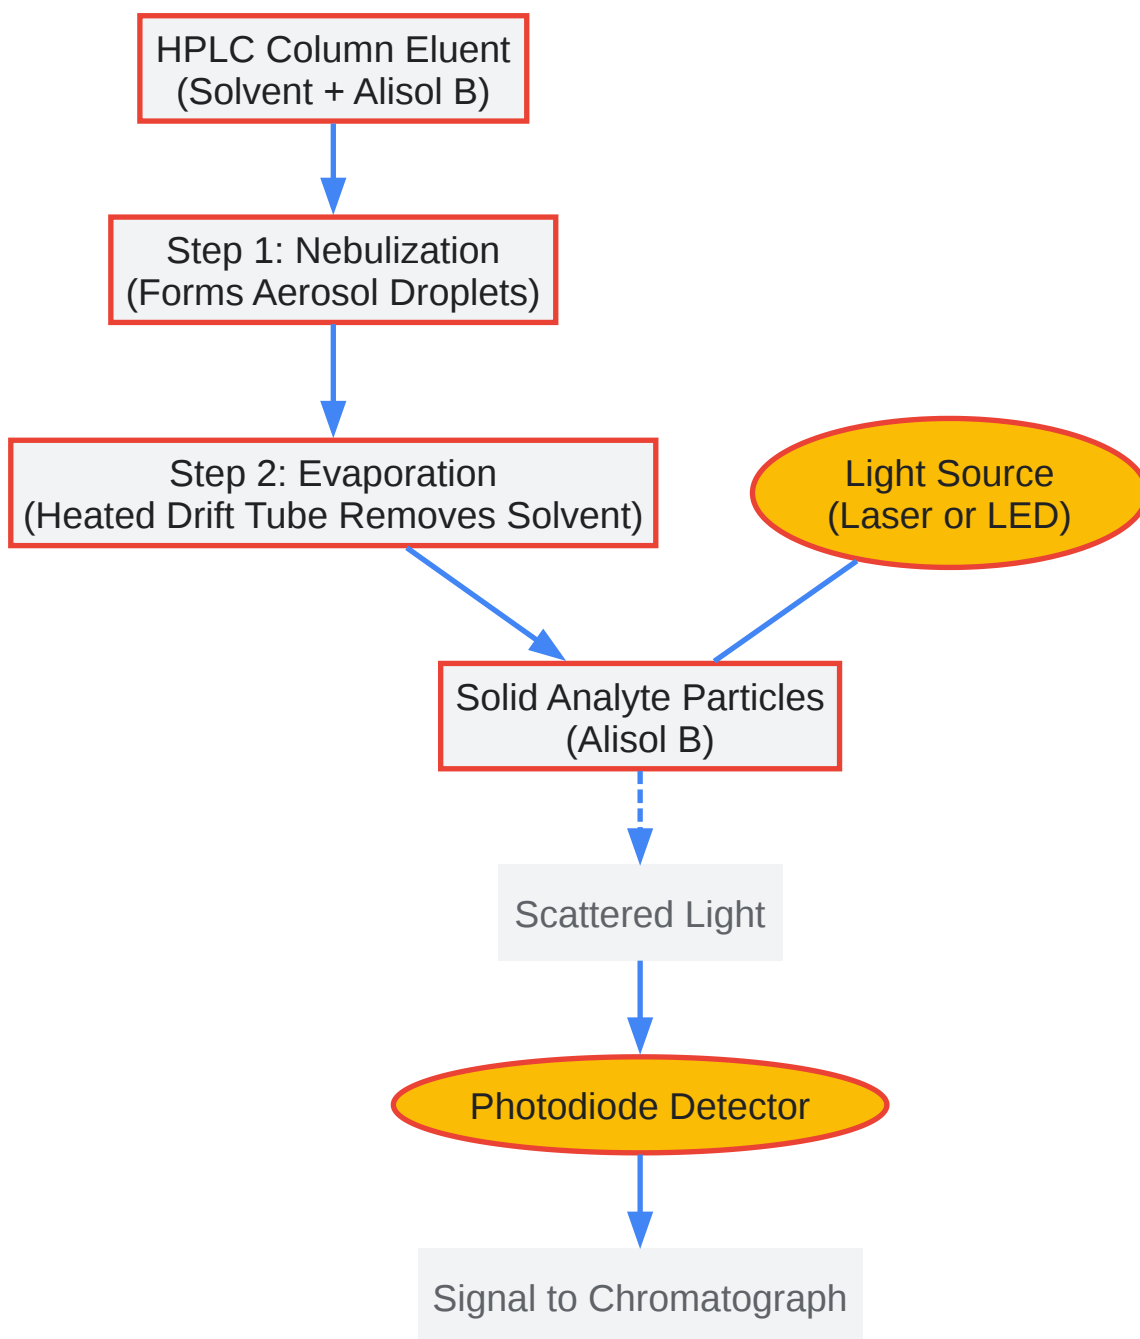 HPLC Column Eluent
(Solvent + Alisol B)
Step 1: Nebulization
(Forms Aerosol Droplets)
Step 2: Evaporation
(Heated Drift Tube Removes Solvent)
Light Source
(Laser or LED)
Solid Analyte Particles
(Alisol B)
Scattered Light
Photodiode Detector
Signal to Chromatograph